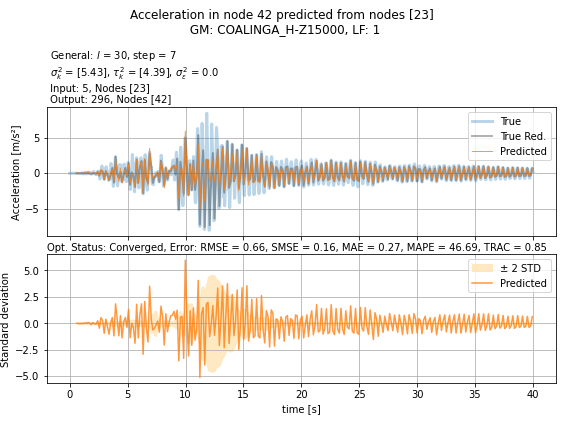 Acceleration in node 42 predicted from nodes [23]
GM: COALINGA_H-Z15000, LF: 1
General: l = 30, step = 7
σ²ₖ = [5.43], τ²ₖ = [4.39], σ²ε = 0.0
Input: 5, Nodes [23]
Output: 296, Nodes [42]
True
True Red.
Predicted
5
0
−5
Acceleration [m/s²]
Opt. Status: Converged, Error: RMSE = 0.66, SMSE = 0.16, MAE = 0.27, MAPE = 46.69, TRAC = 0.85
± 2 STD
Predicted
5.0
2.5
0.0
−2.5
−5.0
Standard deviation
0 5 10 15 20 25 30 35 40
time [s]